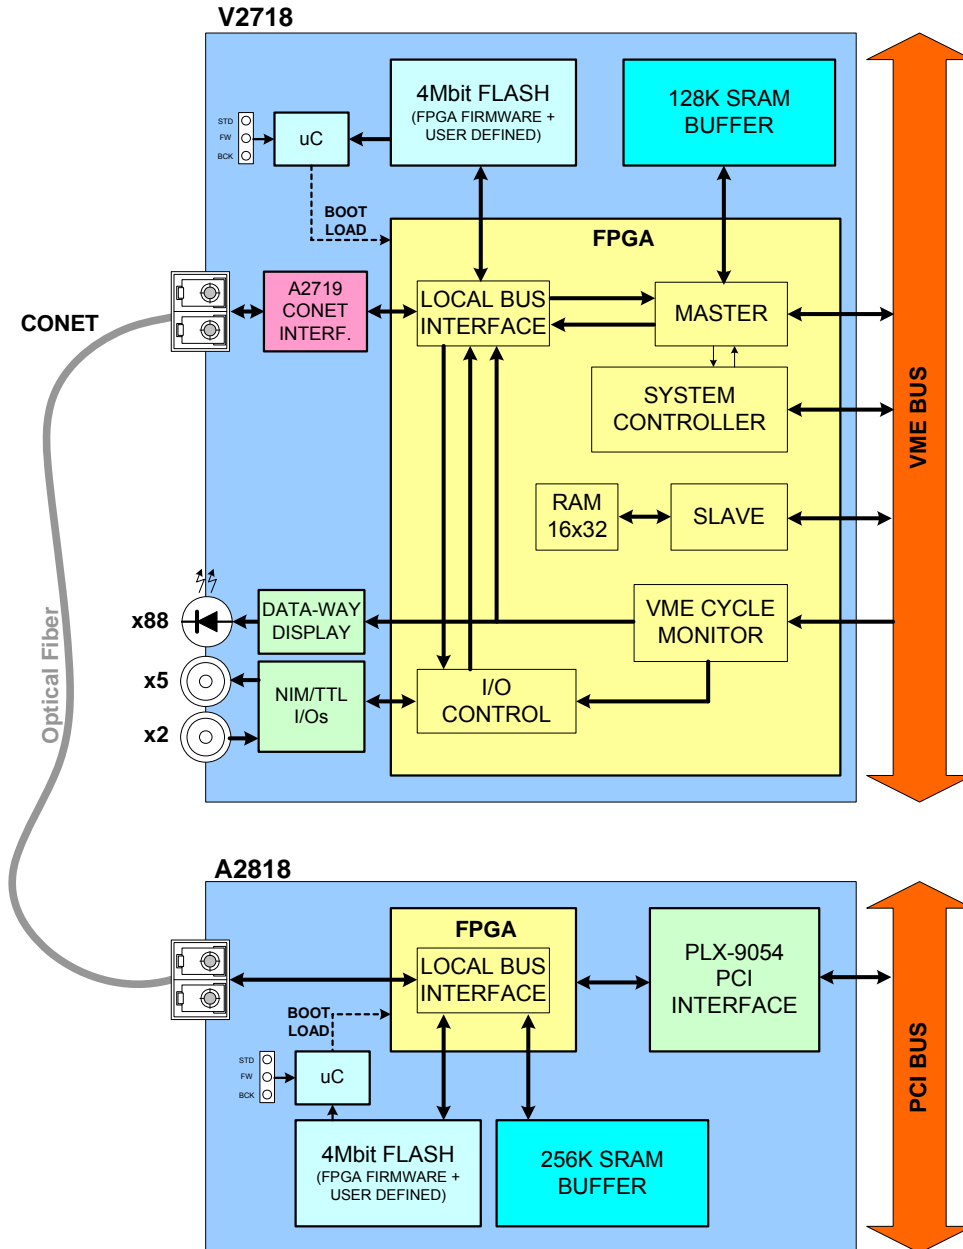 V2718
4Mbit FLASH
(FPGA FIRMWARE +
USER DEFINED)
128K SRAM
BUFFER
STD
FW
BCK
uC
BOOT
LOAD
FPGA
CONET
A2719
CONET
INTERF.
LOCAL BUS
INTERFACE
MASTER
SYSTEM
CONTROLLER
VME BUS
RAM
16x32
SLAVE
x88
DATA-WAY
DISPLAY
VME CYCLE
MONITOR
x5
x2
NIM/TTL
I/Os
I/O
CONTROL
Optical Fiber
A2818
FPGA
LOCAL BUS
INTERFACE
PLX-9054
PCI
INTERFACE
BOOT
LOAD
STD
FW
BCK
uC
PCI BUS
4Mbit FLASH
(FPGA FIRMWARE +
USER DEFINED)
256K SRAM
BUFFER